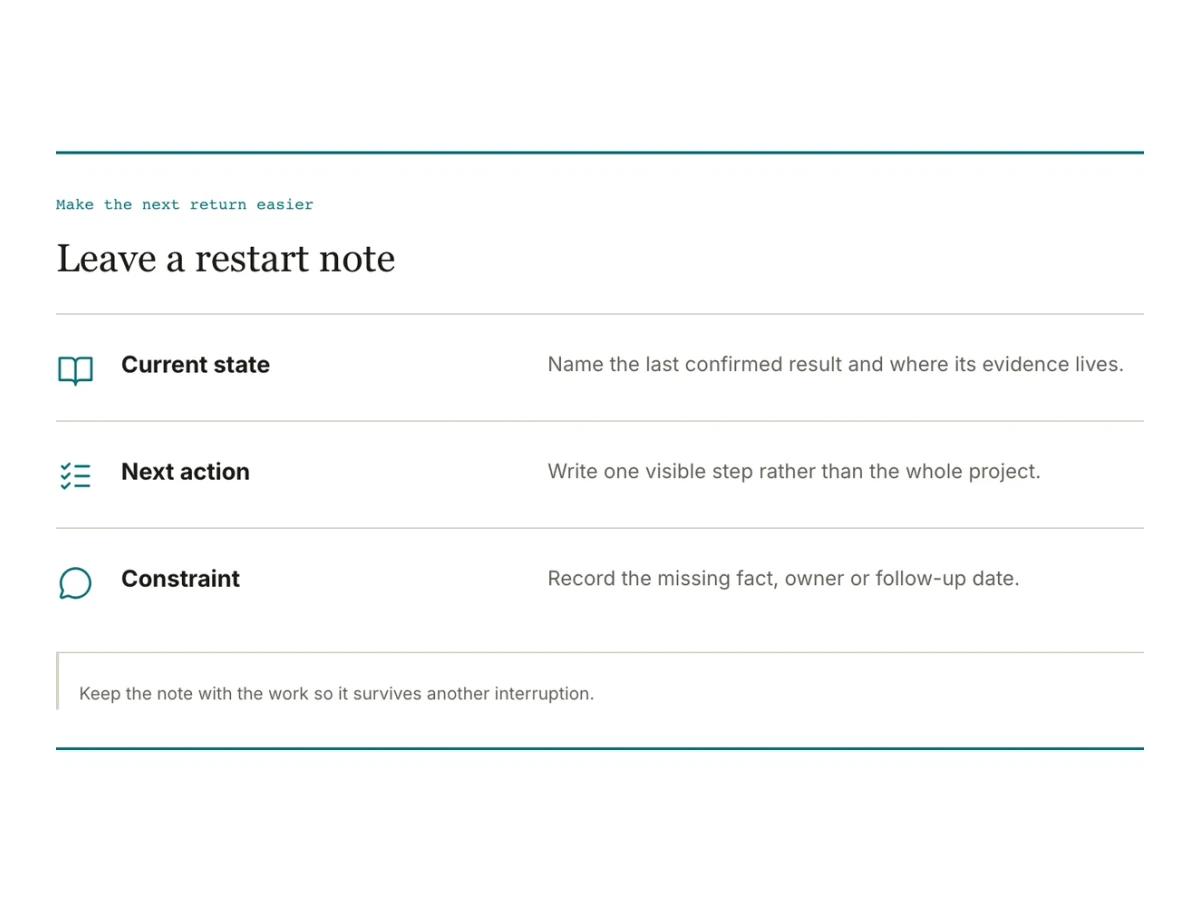 Make the next return easier
Leave a restart note
Current state
Name the last confirmed result and where its evidence lives.
Next action
Write one visible step rather than the whole project.
Constraint
Record the missing fact, owner or follow-up date.
Keep the note with the work so it survives another interruption.